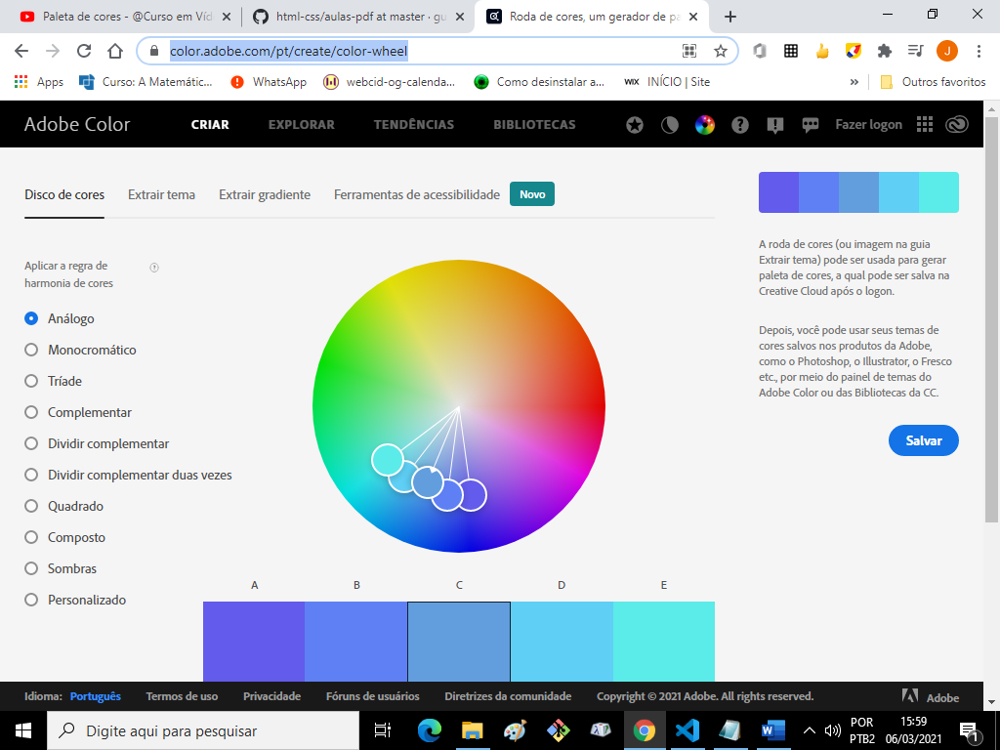 Paleta de cores - @Curso em Víd
html-css/aulas-pdf at master · gu
Roda de cores, um gerador de pa
color.adobe.com/pt/create/color-wheel
J
Apps
Curso: A Matemátic...
WhatsApp
webcid-og-calenda...
Como desinstalar a...
WIX
INÍCIO | Site
»
Outros favoritos
Adobe Color
CRIAR
EXPLORAR
TENDÊNCIAS
BIBLIOTECAS
Fazer logon
Disco de cores
Extrair tema
Extrair gradiente
Ferramentas de acessibilidade
Novo
Aplicar a regra de
harmonia de cores
?
Análogo
Monocromático
Tríade
Complementar
Dividir complementar
Dividir complementar duas vezes
Quadrado
Composto
Sombras
Personalizado
A roda de cores (ou imagem na guia
Extrair tema) pode ser usada para gerar
paleta de cores, a qual pode ser salva na
Creative Cloud após o logon.
Depois, você pode usar seus temas de
cores salvos nos produtos da Adobe,
como o Photoshop, o Illustrator, o Fresco
etc., por meio do painel de temas do
Adobe Color ou das Bibliotecas da CC.
Salvar
A B C D E
Idioma: Português
Termos de uso
Privacidade
Fóruns de usuários
Diretrizes da comunidade
Copyright © 2021 Adobe. All rights reserved.
Adobe
Digite aqui para pesquisar
POR
PTB2
15:59
06/03/2021
1